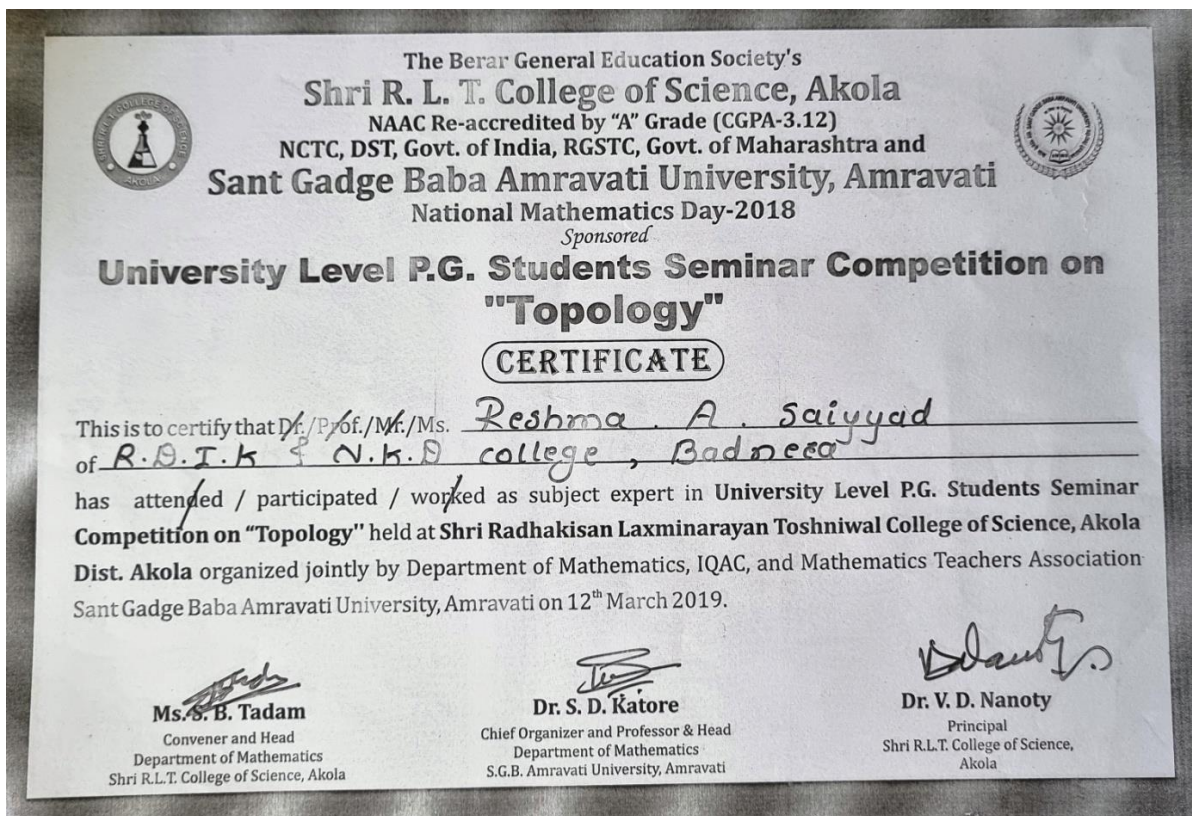 The Berar General Education Society's
Shri R. L. T. College of Science, Akola
NAAC Re-accredited by “A” Grade (CGPA-3.12)
NCTC, DST, Govt. of India, RGSTC, Govt. of Maharashtra and
Sant Gadge Baba Amravati University, Amravati
National Mathematics Day-2018
Sponsored
University Level P.G. Students Seminar Competition on
"Topology"
CERTIFICATE
This is to certify that Dr./Prof./Mr./Ms. Reshma . A . Saiyyad
of R.D.I.K & N.K.D college , Badnera
has attended / participated / worked as subject expert in University Level P.G. Students Seminar
Competition on “Topology" held at Shri Radhakisan Laxminarayan Toshniwal College of Science, Akola
Dist. Akola organized jointly by Department of Mathematics, IQAC, and Mathematics Teachers Association
Sant Gadge Baba Amravati University, Amravati on 12th March 2019.
Ms. S. B. Tadam
Convener and Head
Department of Mathematics
Shri R.L.T. College of Science, Akola
Dr. S. D. Katore
Chief Organizer and Professor & Head
Department of Mathematics
S.G.B. Amravati University, Amravati
Dr. V. D. Nanoty
Principal
Shri R.L.T. College of Science,
Akola